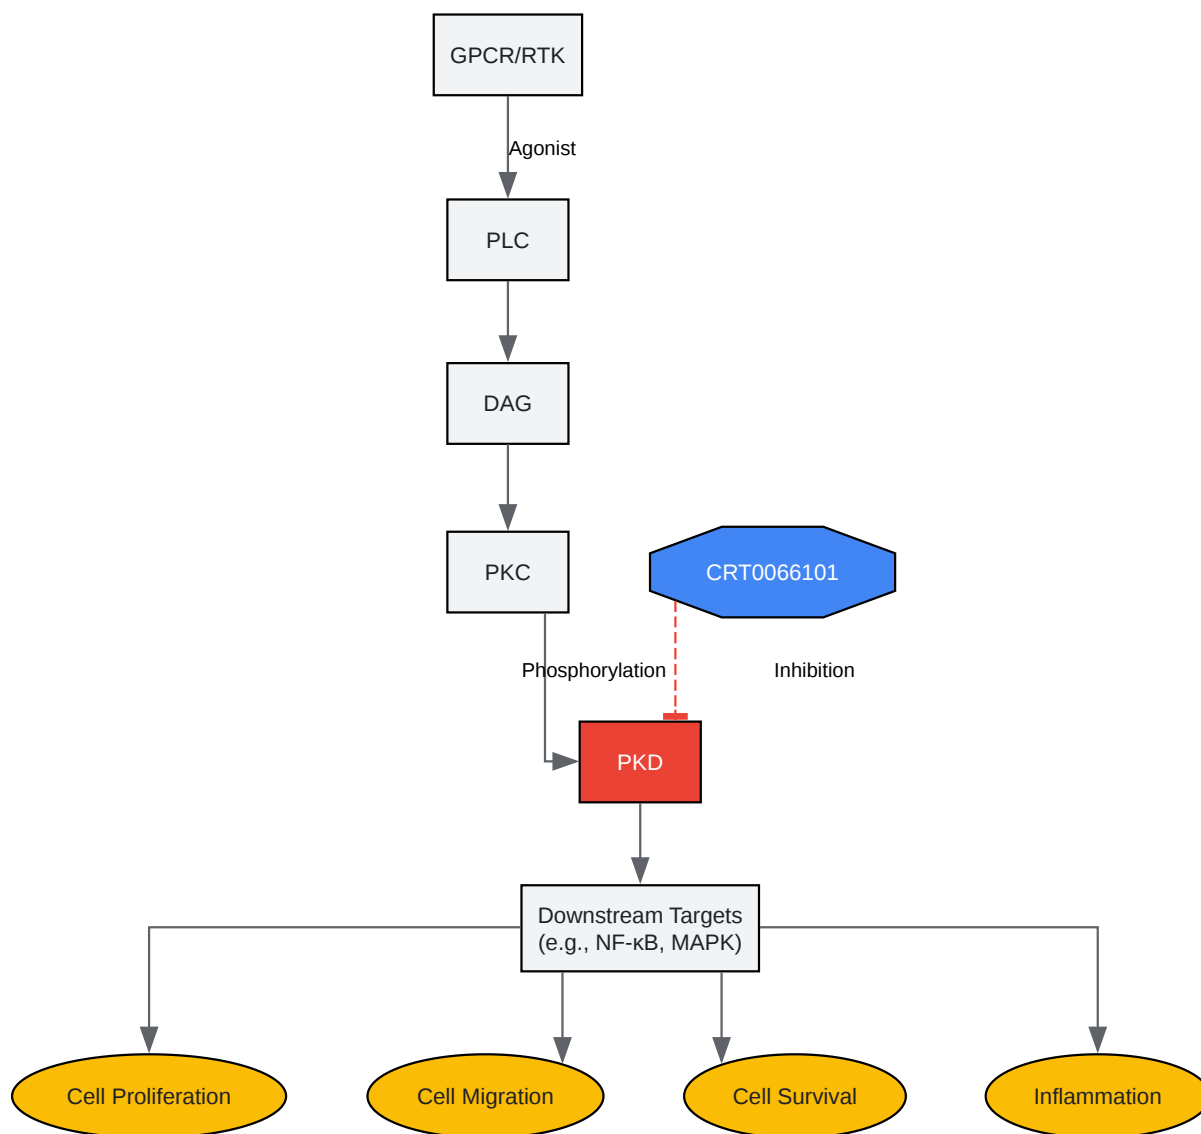 GPCR/RTK
Agonist
PLC
DAG
PKC
CRT0066101
Phosphorylation
Inhibition
PKD
Downstream Targets
(e.g., NF-κB, MAPK)
Cell Proliferation
Cell Migration
Cell Survival
Inflammation